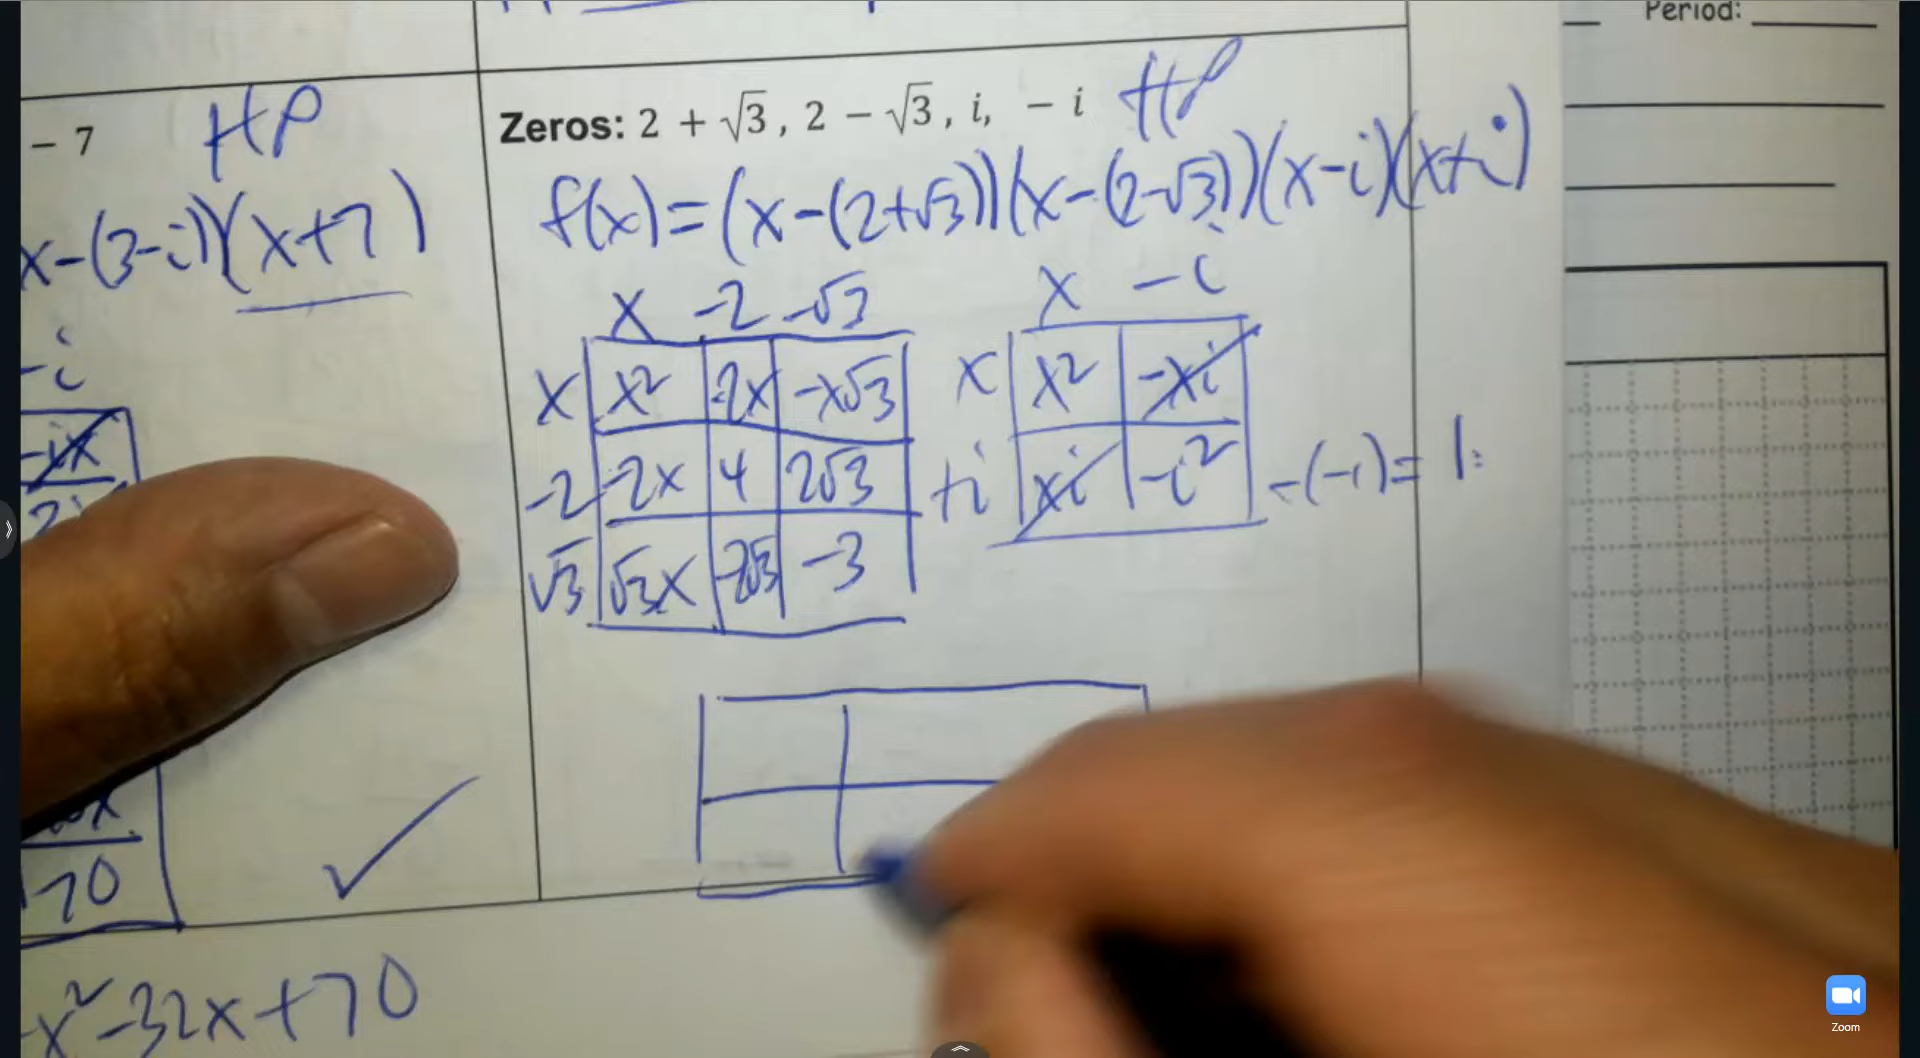 Period:
- 7
HP
x-(3-i))(x+7)
-i
-ix
70
x²-32x+70
Zeros: 2 + √3, 2 − √3, i, − i
HP
f(x)=(x-(2+√3))(x-(2-√3))(x-i)(x+i)
x -2 -√3
x x² -2x -x√3
-2 -2x 4 2√3
√3 √3x -2√3 -3
x -i
x x² -xi
+i xi -i² -(-1)= 1
Zoom